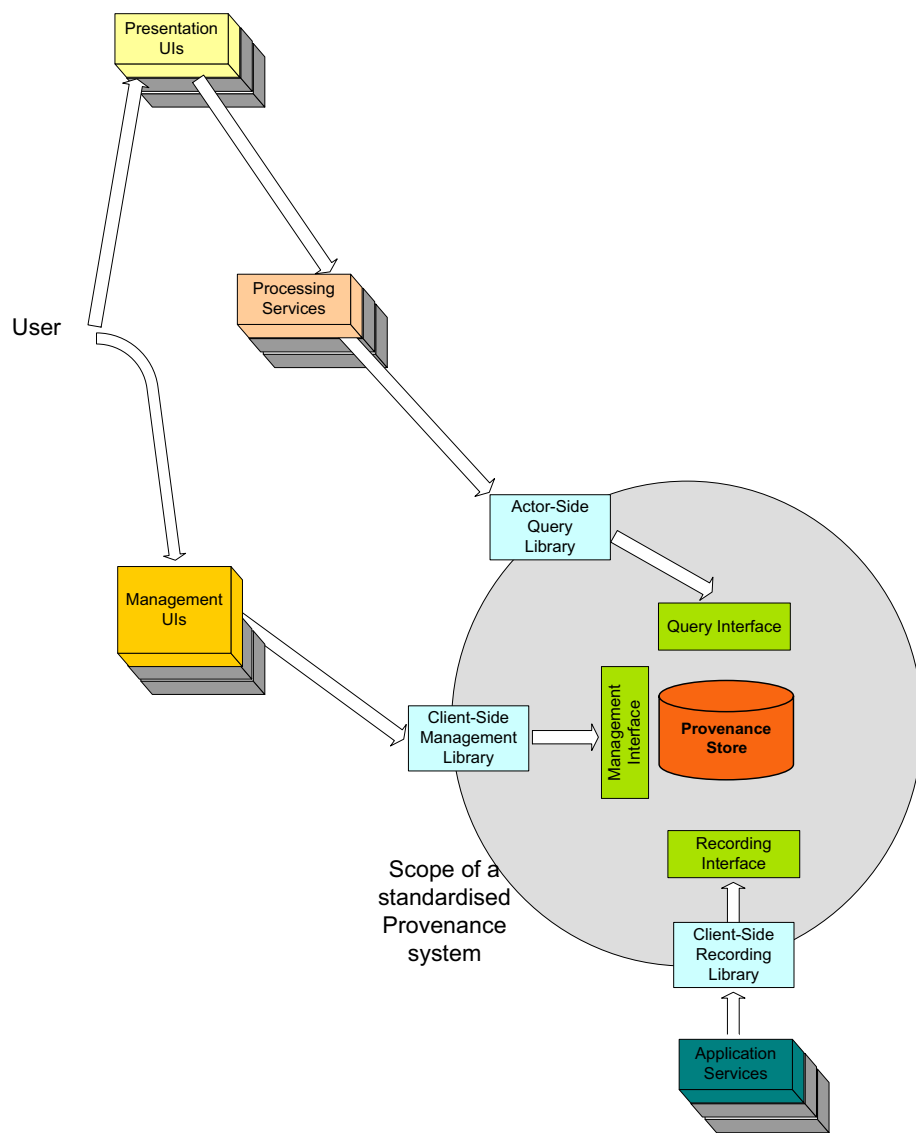 Presentation
UIs
Processing
Services
User
Actor-Side
Query
Library
Management
UIs
Query Interface
Client-Side
Management
Library
Management
Interface
Provenance
Store
Recording
Interface
Scope of a
standardised
Provenance
system
Client-Side
Recording
Library
Application
Services